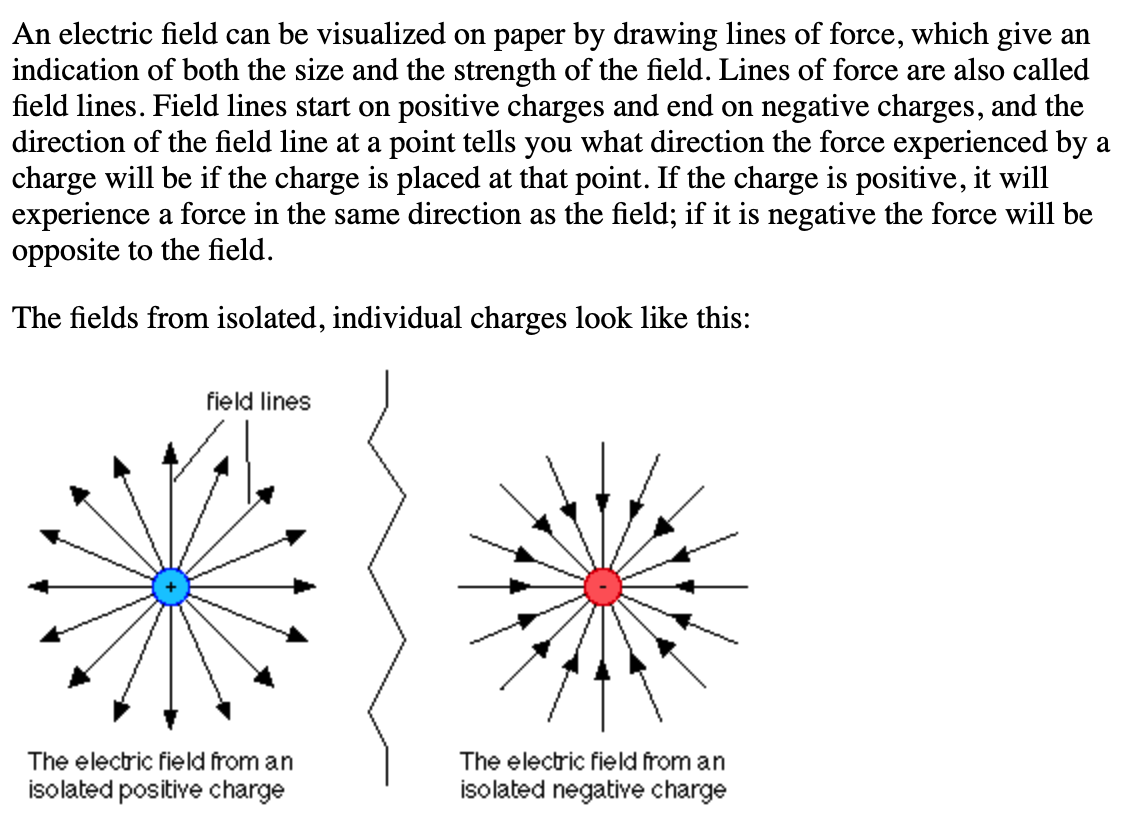 An electric field can be visualized on paper by drawing lines of force, which give an
indication of both the size and the strength of the field. Lines of force are also called
field lines. Field lines start on positive charges and end on negative charges, and the
direction of the field line at a point tells you what direction the force experienced by a
charge will be if the charge is placed at that point. If the charge is positive, it will
experience a force in the same direction as the field; if it is negative the force will be
opposite to the field.
The fields from isolated, individual charges look like this:
field lines
+
-
The electric field from an
isolated positive charge
The electric field from an
isolated negative charge